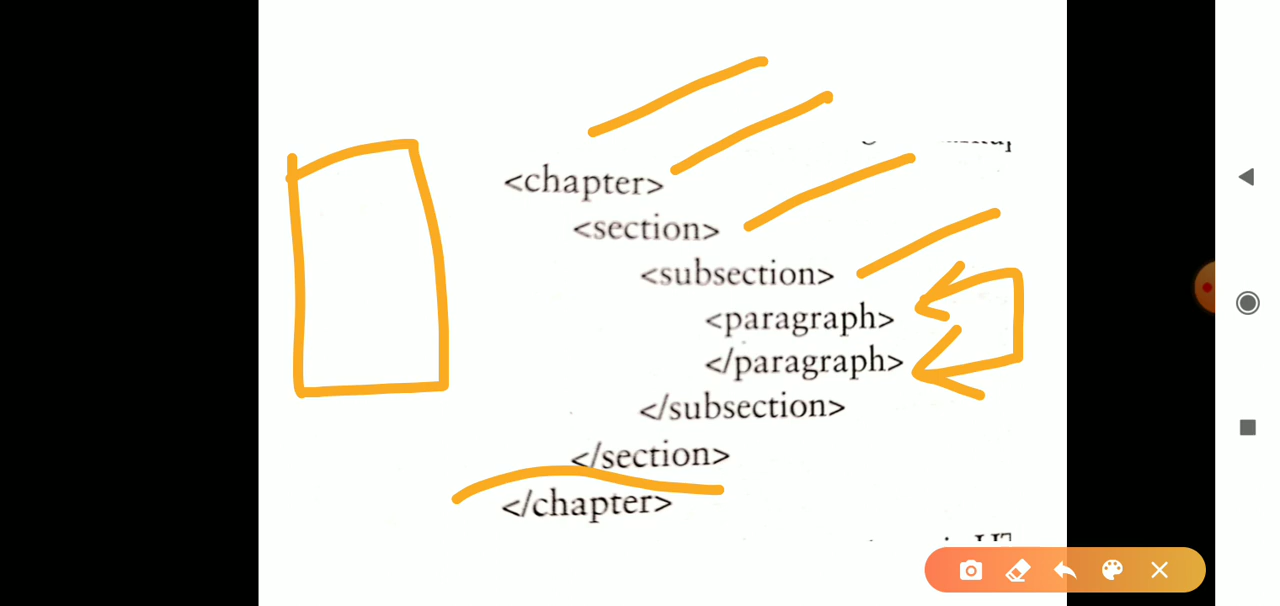 <chapter>
<section>
<subsection>
<paragraph>
</paragraph>
</subsection>
</section>
</chapter>